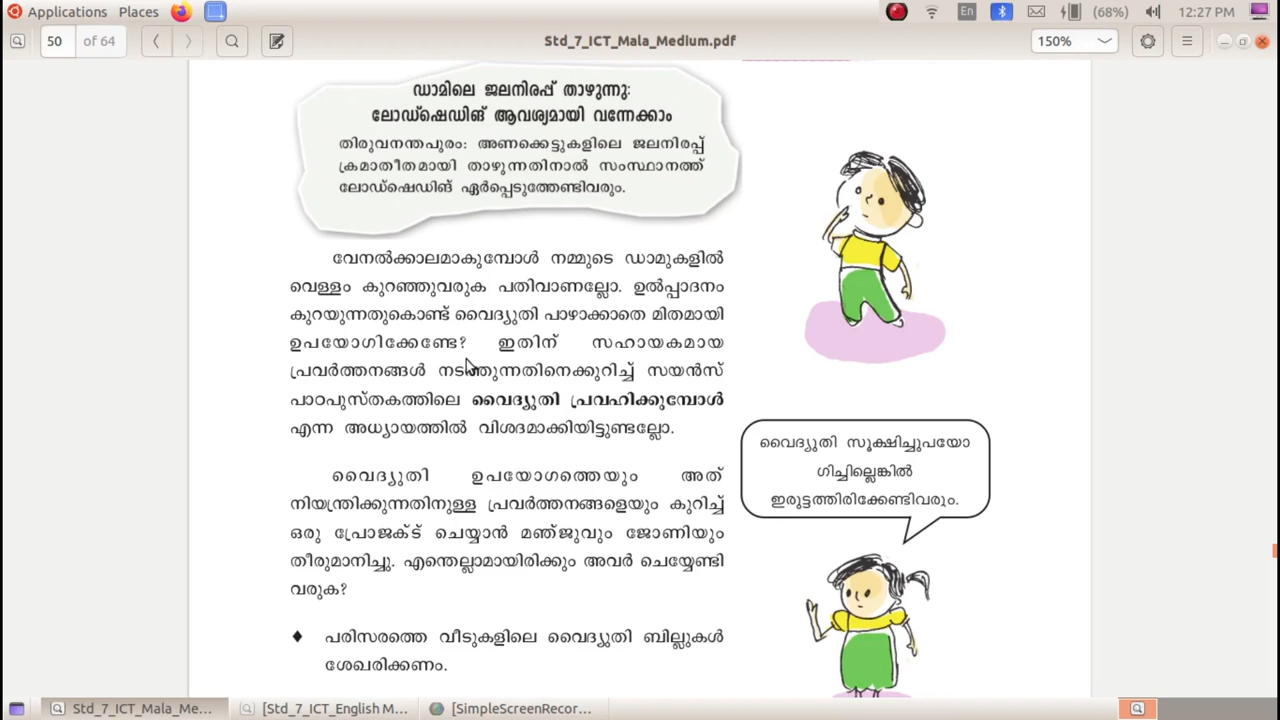 Applications Places En (68%) 12:27 PM
50 of 64 Std_7_ICT_Mala_Medium.pdf 150%
ഡാമിലെ ജലനിരപ്പ് താഴുന്നു:
ലോഡ്ഷെഡിങ് ആവശ്യമായി വന്നേക്കാം
തിരുവനന്തപുരം: അണക്കെട്ടുകളിലെ ജലനിരപ്പ്
ക്രമാതീതമായി താഴുന്നതിനാൽ സംസ്ഥാനത്ത്
ലോഡ്ഷെഡിങ് ഏർപ്പെടുത്തേണ്ടിവരും.
വേനൽക്കാലമാകുമ്പോൾ നമ്മുടെ ഡാമുകളിൽ
വെള്ളം കുറഞ്ഞുവരുക പതിവാണല്ലോ. ഉൽപ്പാദനം
കുറയുന്നതുകൊണ്ട് വൈദ്യുതി പാഴാക്കാതെ മിതമായി
ഉപയോഗിക്കേണ്ടേ? ഇതിന് സഹായകമായ
പ്രവർത്തനങ്ങൾ നടത്തുന്നതിനെക്കുറിച്ച് സയൻസ്
പാഠപുസ്തകത്തിലെ വൈദ്യുതി പ്രവഹിക്കുമ്പോൾ
എന്ന അധ്യായത്തിൽ വിശദമാക്കിയിട്ടുണ്ടല്ലോ.
വൈദ്യുതി ഉപയോഗത്തെയും അത്
നിയന്ത്രിക്കുന്നതിനുള്ള പ്രവർത്തനങ്ങളെയും കുറിച്ച്
ഒരു പ്രോജക്ട് ചെയ്യാൻ മഞ്ജുവും ജോണിയും
തീരുമാനിച്ചു. എന്തെല്ലാമായിരിക്കും അവർ ചെയ്യേണ്ടി
വരുക?
♦ പരിസരത്തെ വീടുകളിലെ വൈദ്യുതി ബില്ലുകൾ
ശേഖരിക്കണം.
വൈദ്യുതി സൂക്ഷിച്ചുപയോ
ഗിച്ചില്ലെങ്കിൽ
ഇരുട്ടത്തിരിക്കേണ്ടിവരും.
Std_7_ICT_Mala_Me... [Std_7_ICT_English M... [SimpleScreenRecor...